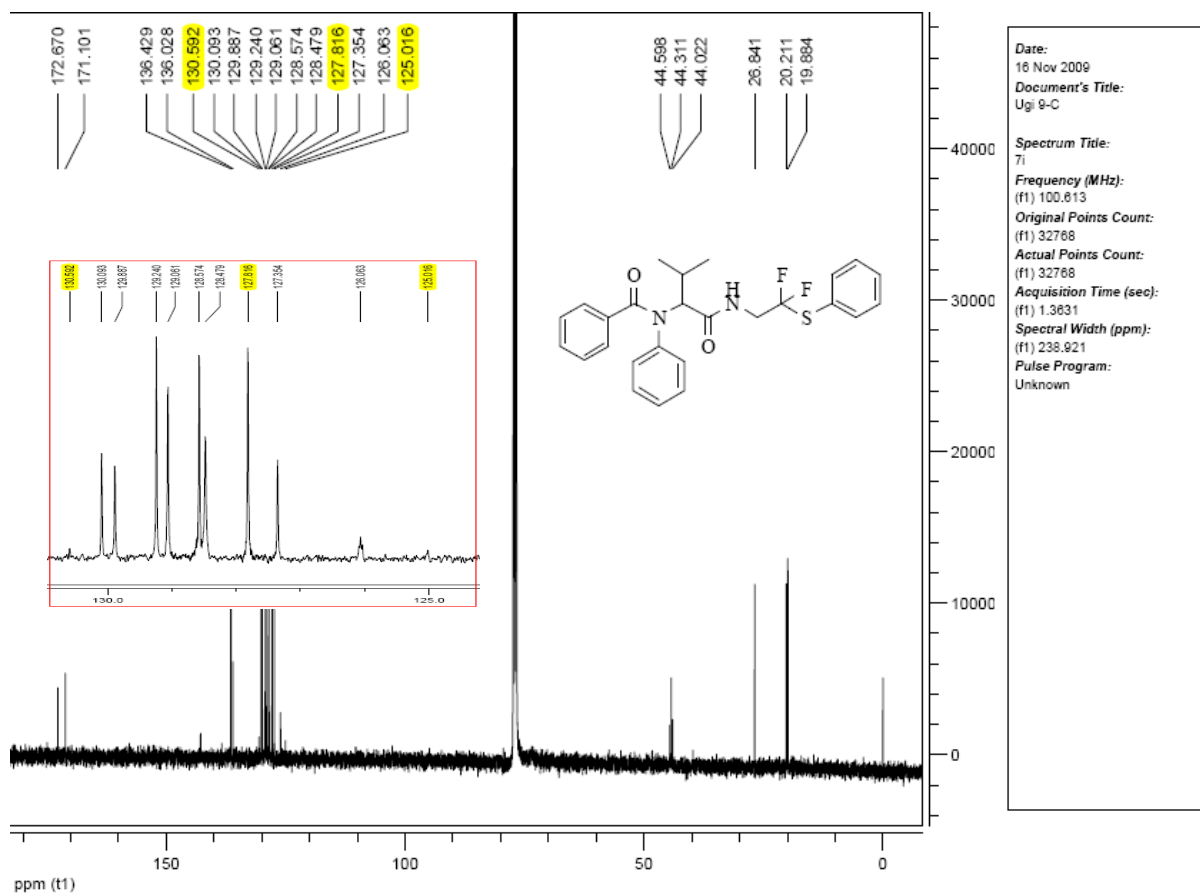 172.670
171.101
136.429
136.028
130.592
130.093
129.887
129.240
129.061
128.574
128.479
127.816
127.354
126.063
125.016
44.598
44.311
44.022
26.841
20.211
19.884
130.592
130.093
129.887
129.240
129.061
128.574
128.479
127.816
127.354
126.063
125.016
130.0
125.0
O
N
O
H
N
F
F
S
40000
30000
20000
10000
0
150
100
50
0
ppm (t1)
Date:
16 Nov 2009
Document's Title:
Ugi 9-C
Spectrum Title:
7i
Frequency (MHz):
(f1) 100.613
Original Points Count:
(f1) 32768
Actual Points Count:
(f1) 32768
Acquisition Time (sec):
(f1) 1.3631
Spectral Width (ppm):
(f1) 238.921
Pulse Program:
Unknown